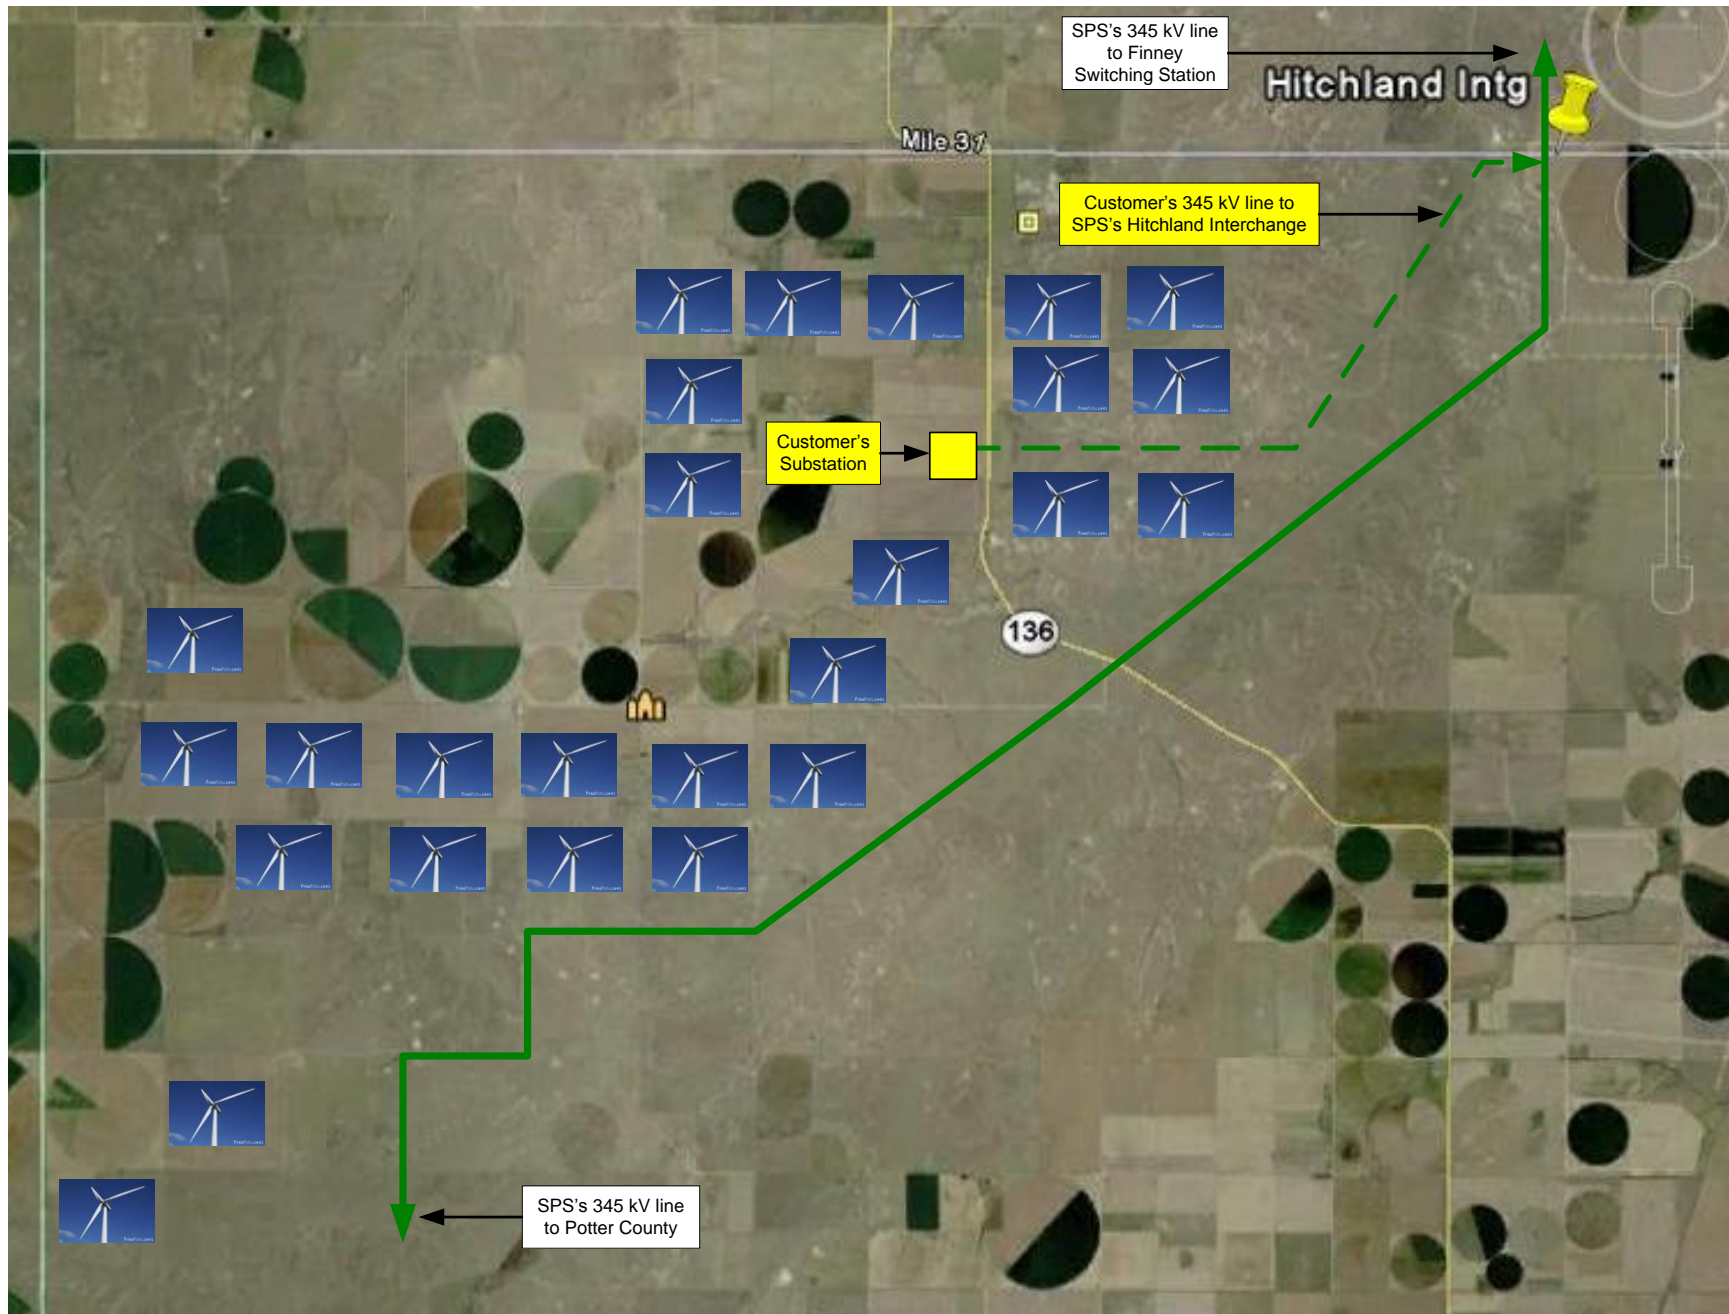 SPS's 345 kV line
to Finney
Switching Station
Hitchland Intg
Mile 31
Customer's 345 kV line to
SPS's Hitchland Interchange
Customer's
Substation
136
SPS's 345 kV line
to Potter County